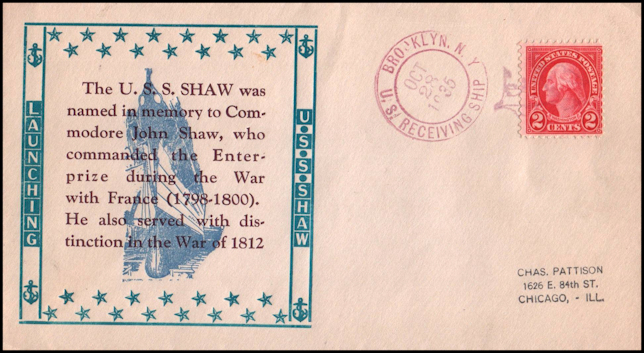 The U. S. S. SHAW was
named in memory to Com-
modore John Shaw, who
commanded the Enter-
prize during the War
with France (1798-1800).
He also served with dis-
tinction in the War of 1812
LAUNCHING
U·S·S·SHAW
BROOKLYN, N. Y.
OCT
28
1935
U. S. RECEIVING SHIP
UNITED STATES POSTAGE
2 CENTS 2
CHAS. PATTISON
1626 E. 84th ST.
CHICAGO, - ILL.